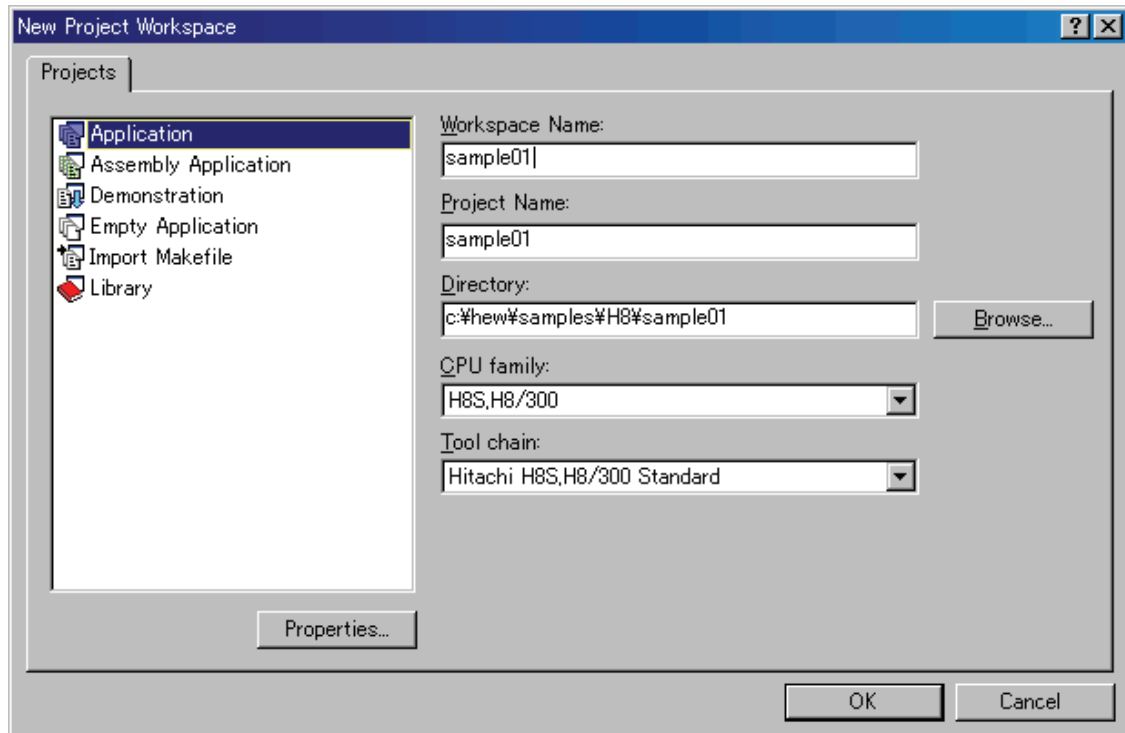 New Project Workspace
Projects
Application
Assembly Application
Demonstration
Empty Application
Import Makefile
Library
Properties...
Workspace Name:
sample01
Project Name:
sample01
Directory:
c:¥hew¥samples¥H8¥sample01
Browse...
CPU family:
H8S,H8/300
Tool chain:
Hitachi H8S,H8/300 Standard
OK
Cancel